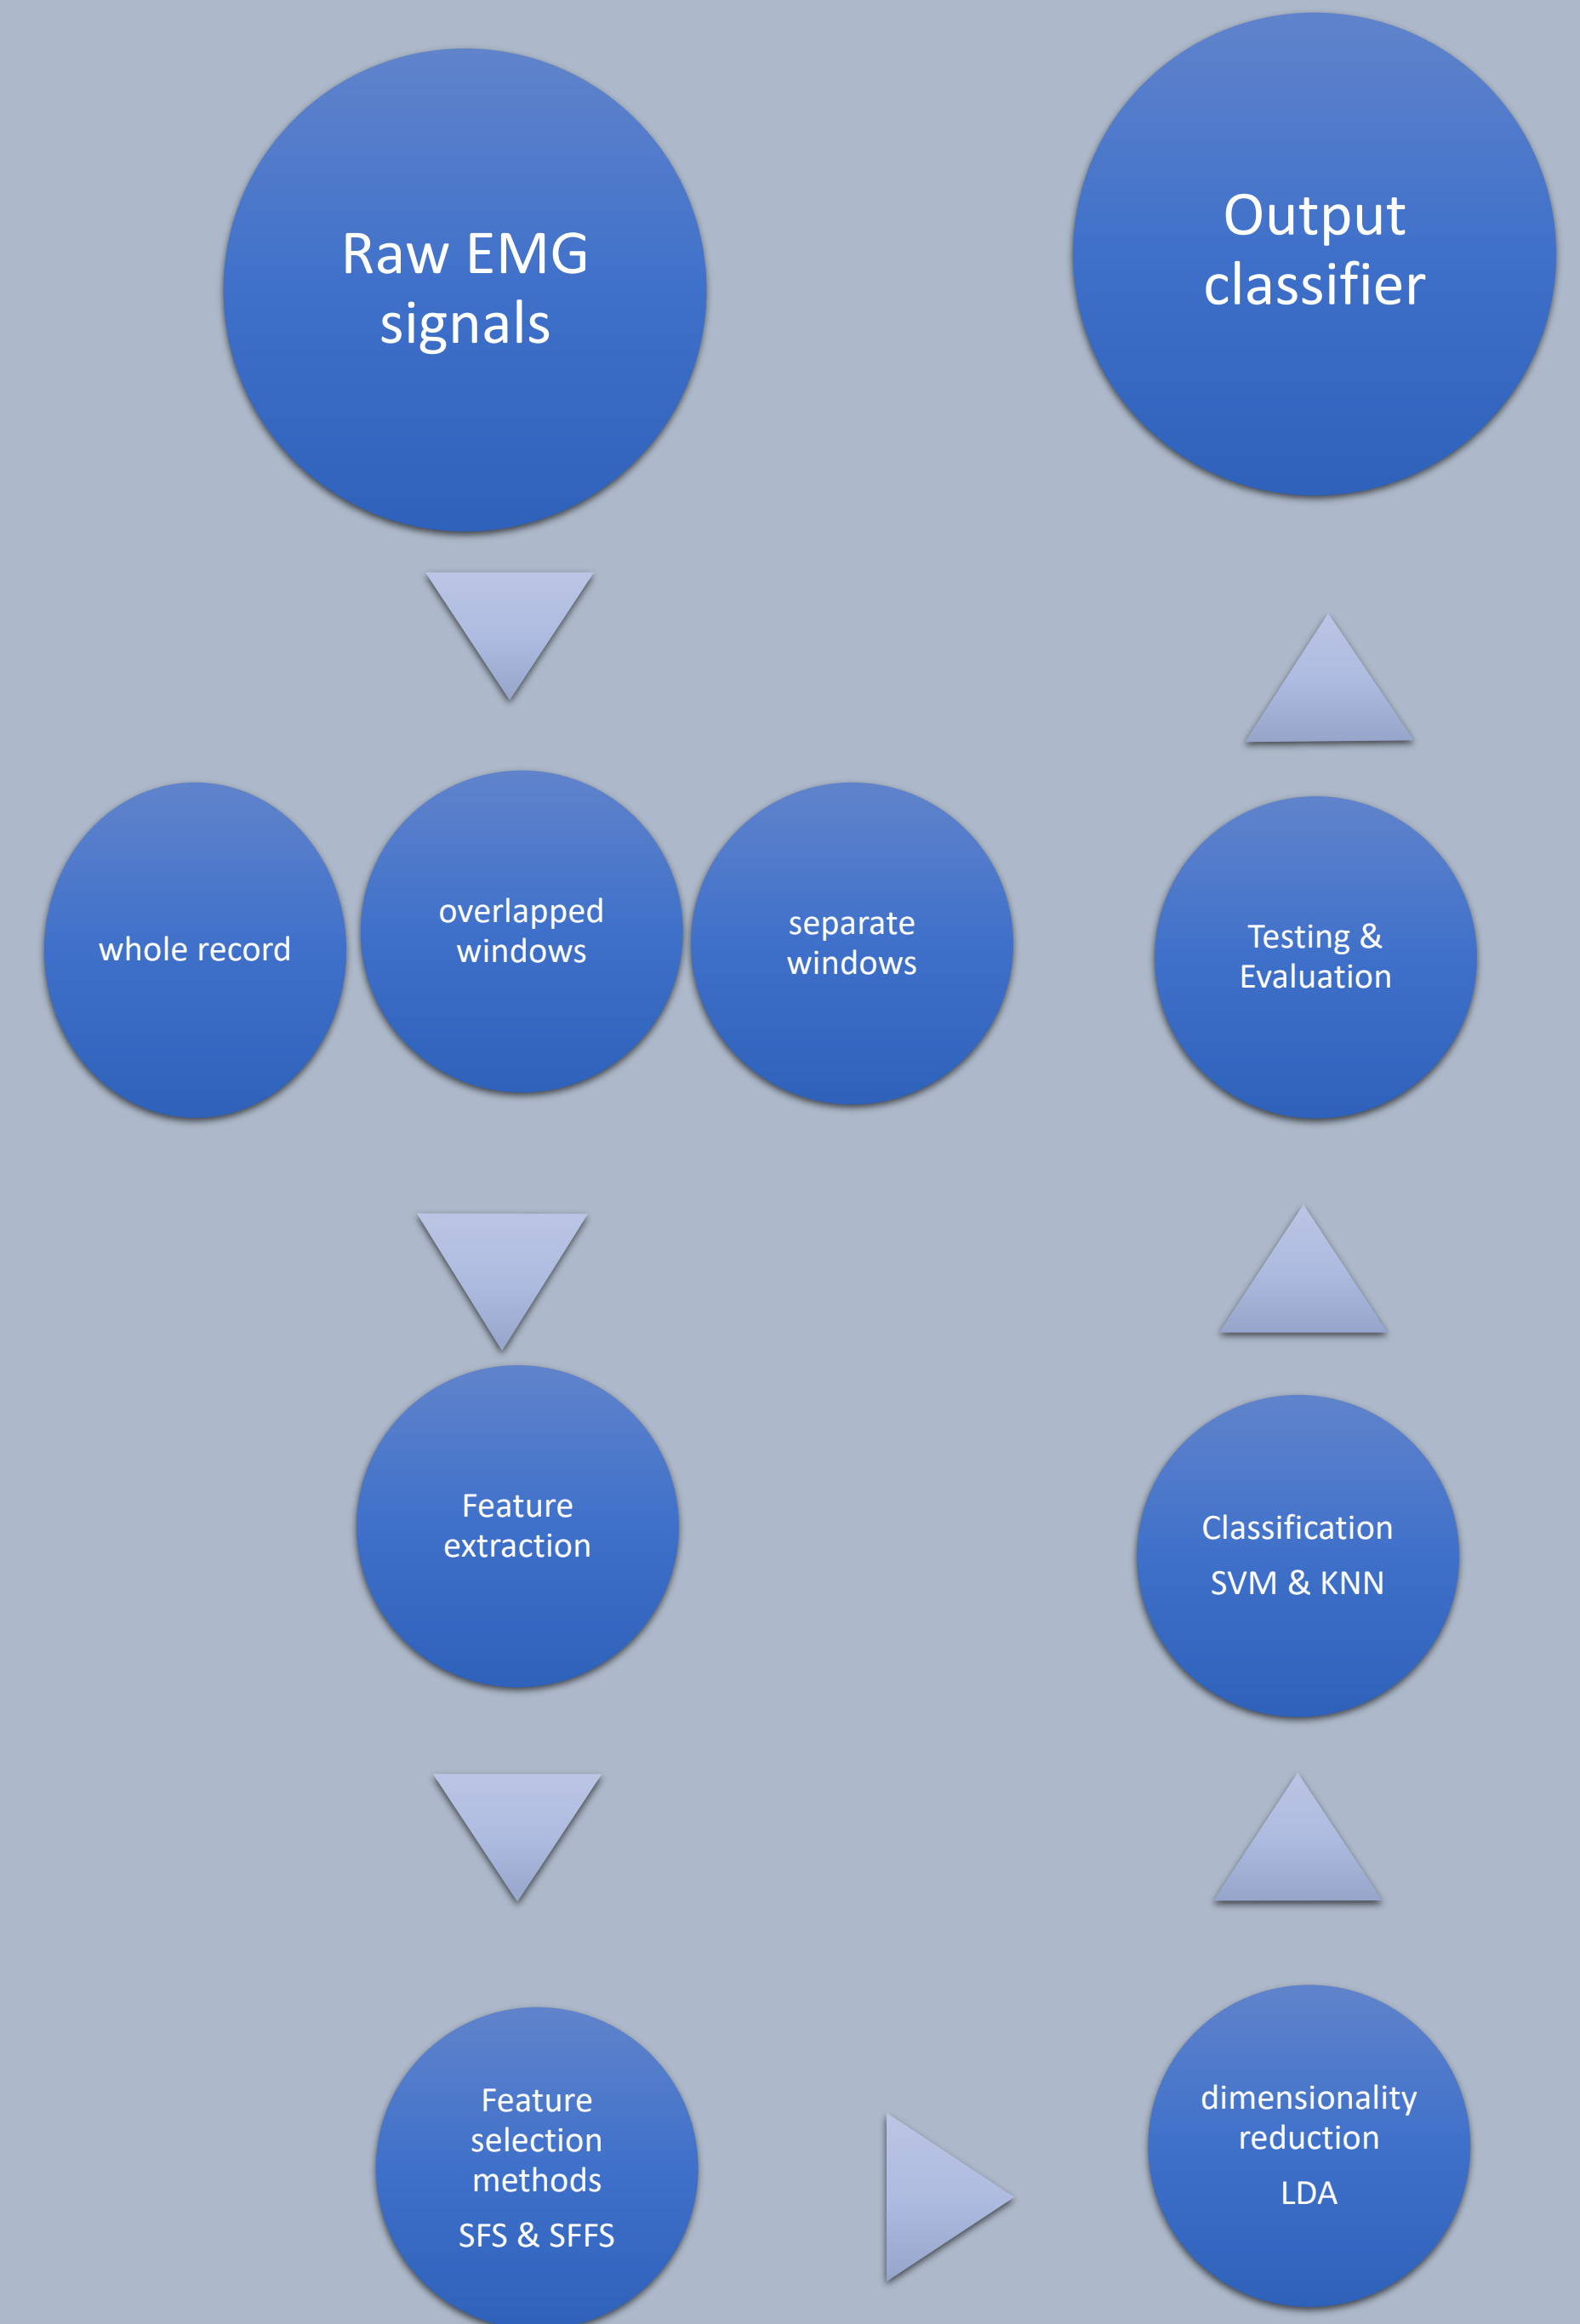 Raw EMG
signals
whole record
overlapped
windows
separate
windows
Feature
extraction
Feature
selection
methods
SFS & SFFS
dimensionality
reduction
LDA
Classification
SVM & KNN
Testing &
Evaluation
Output
classifier